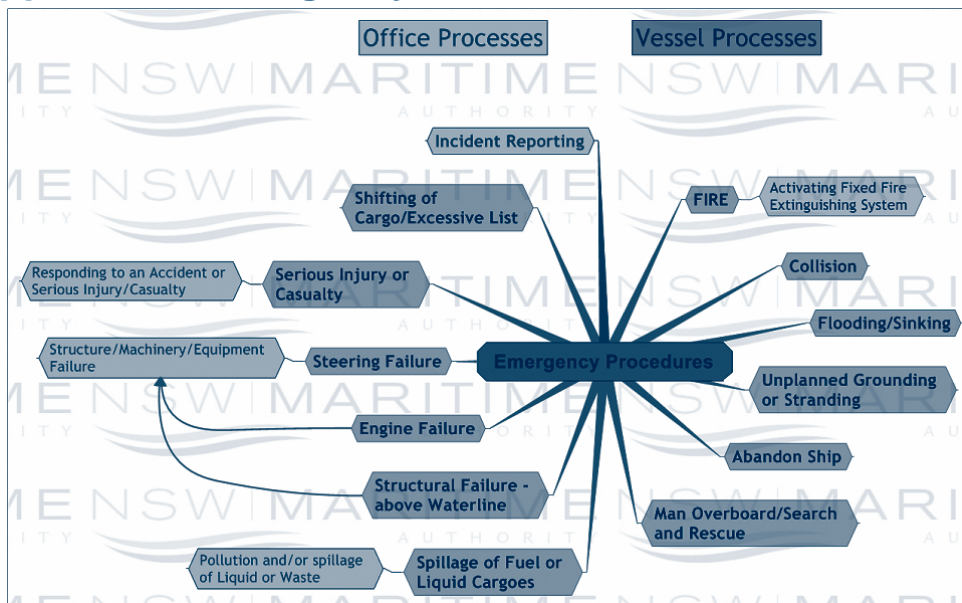 Office Processes
Vessel Processes
Incident Reporting
Shifting of
Cargo/Excessive List
FIRE
Activating Fixed Fire
Extinguishing System
Collision
Responding to an Accident or
Serious Injury/Casualty
Serious Injury or
Casualty
Flooding/Sinking
Structure/Machinery/Equipment
Failure
Steering Failure
Emergency Procedures
Unplanned Grounding
or Stranding
Engine Failure
Abandon Ship
Structural Failure -
above Waterline
Man Overboard/Search
and Rescue
Pollution and/or spillage
of Liquid or Waste
Spillage of Fuel or
Liquid Cargoes
NSW MARITIME
AUTHORITY